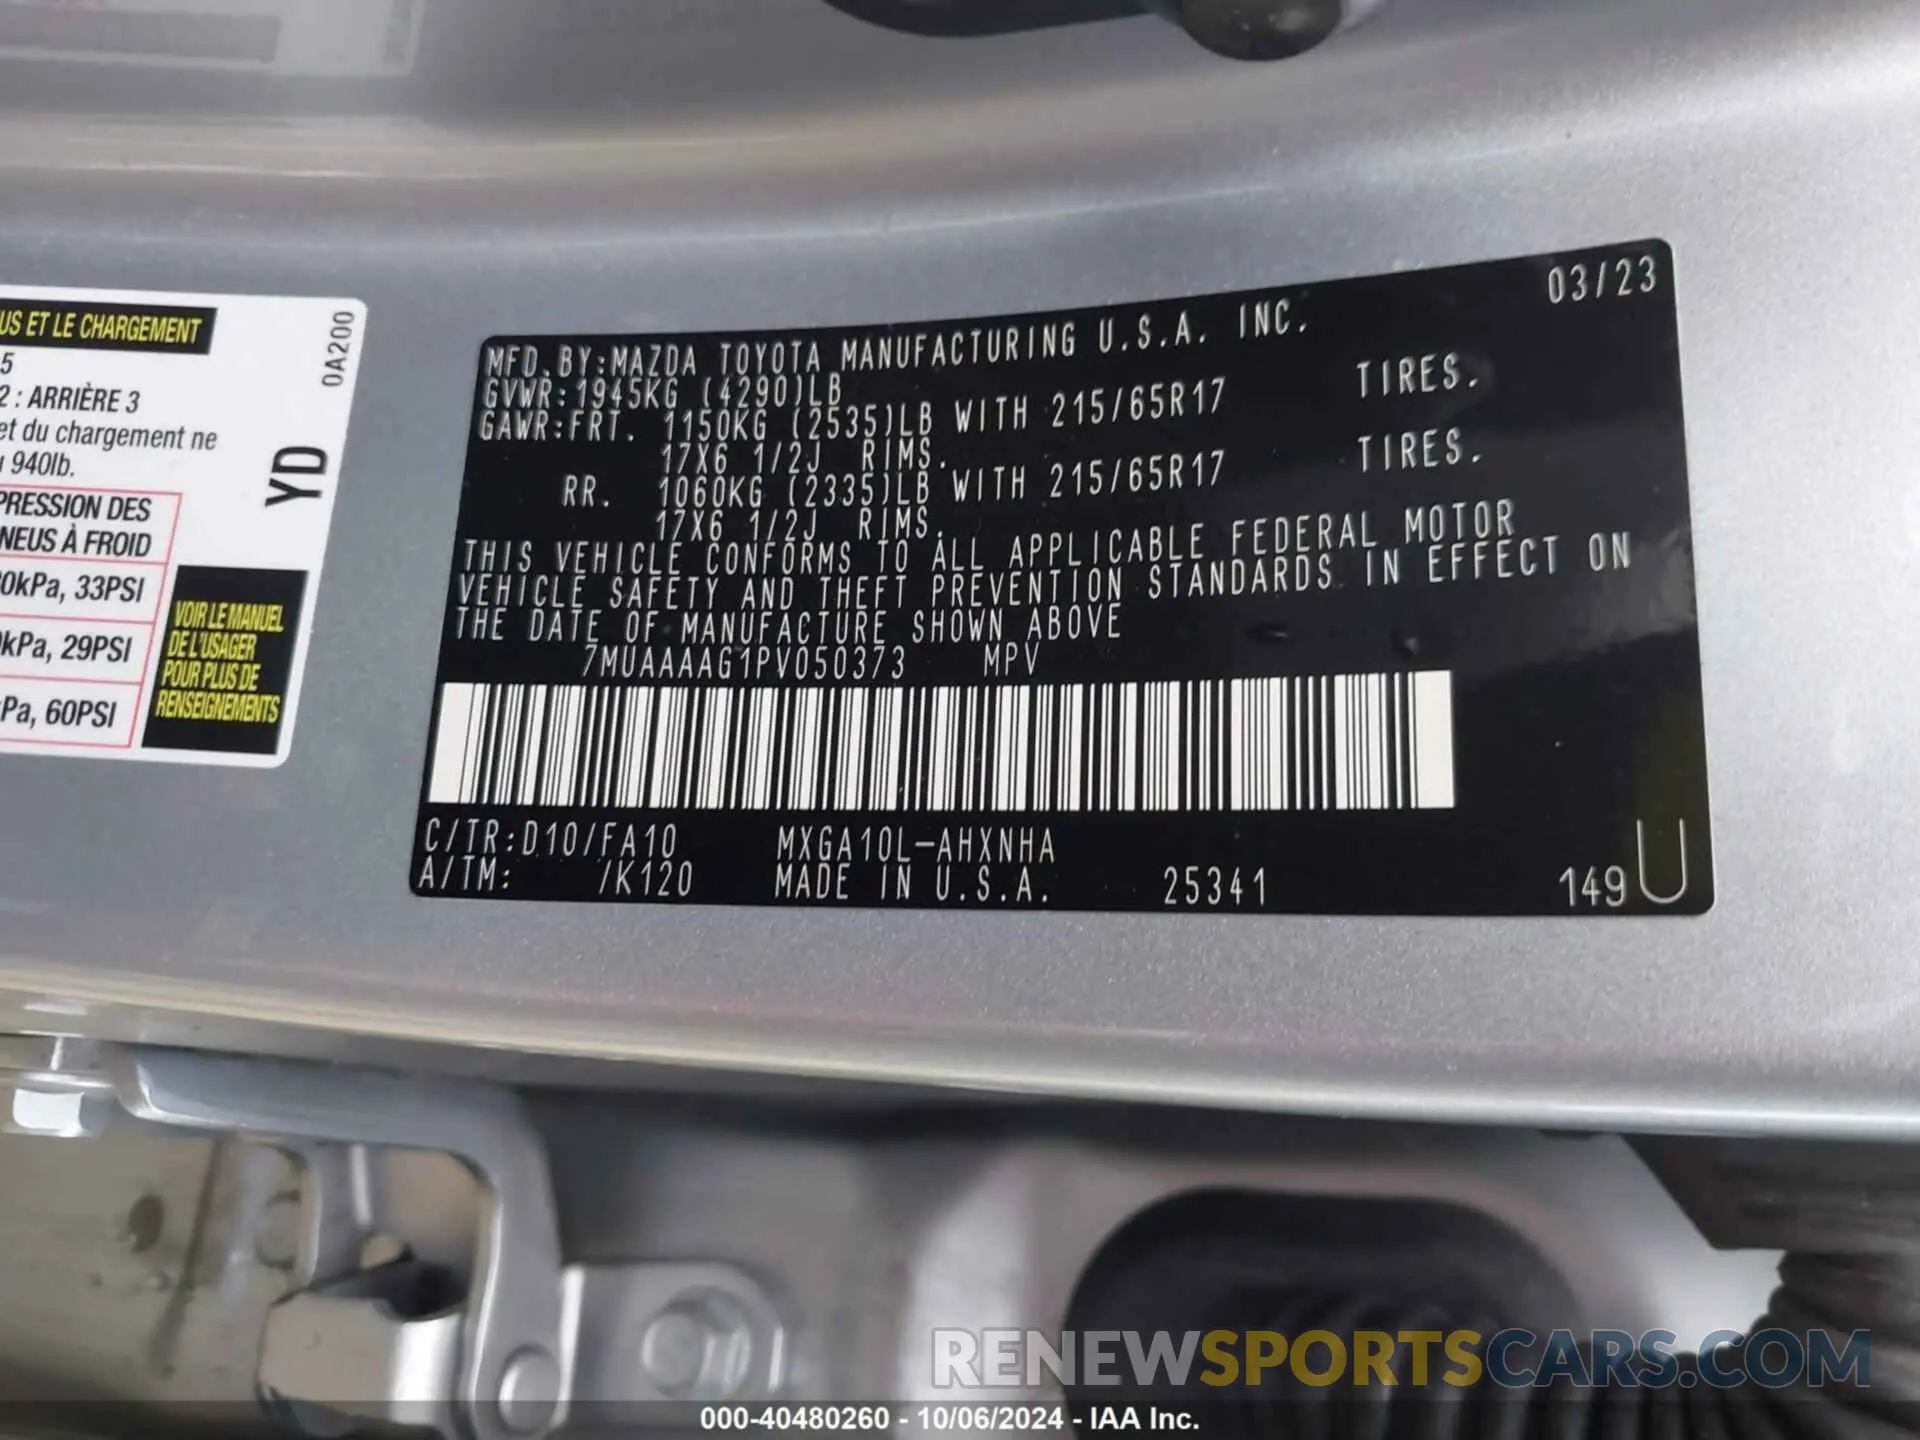 US ET LE CHARGEMENT
5
2 : ARRIÈRE 3
et du chargement ne
940lb.
PRESSION DES
NEUS À FROID
0kPa, 33PSI
kPa, 29PSI
Pa, 60PSI
VOIR LE MANUEL
DE L'USAGER
POUR PLUS DE
RENSEIGNEMENTS
0A200
YD
03/23
MFD.BY:MAZDA TOYOTA MANUFACTURING U.S.A. INC.
GVWR:1945KG (4290)LB
GAWR:FRT. 1150KG (2535)LB WITH 215/65R17 TIRES.
17X6 1/2J RIMS.
RR. 1060KG (2335)LB WITH 215/65R17 TIRES.
17X6 1/2J RIMS.
THIS VEHICLE CONFORMS TO ALL APPLICABLE FEDERAL MOTOR
VEHICLE SAFETY AND THEFT PREVENTION STANDARDS IN EFFECT ON
THE DATE OF MANUFACTURE SHOWN ABOVE
7MUAAAAG1PV050373 MPV
C/TR:D10/FA10 MXGA10L-AHXNHA
A/TM: /K120 MADE IN U.S.A. 25341 149U
RENEWSPORTSCARS.COM
000-40480260 - 10/06/2024 - IAA Inc.